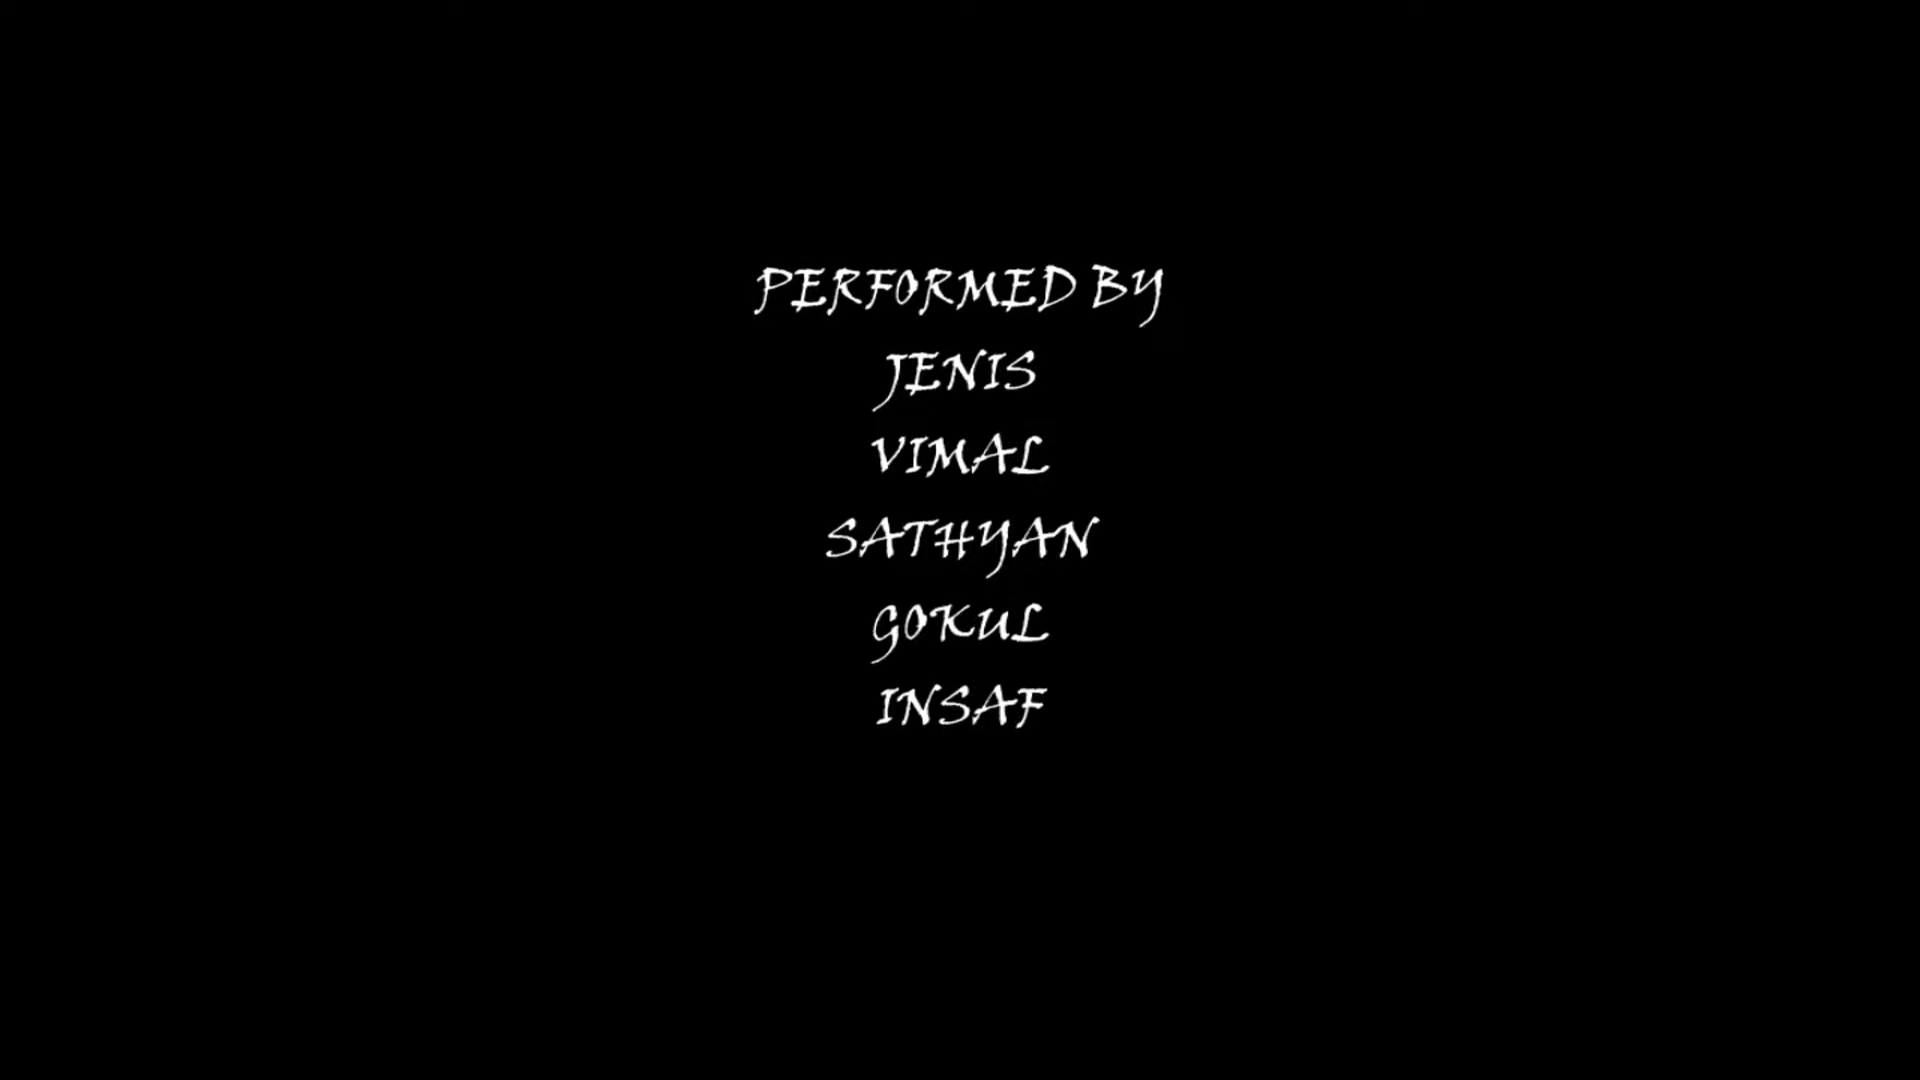 PERFORMED BY
JENIS
VIMAL
SATHYAN
GOKUL
INSAF